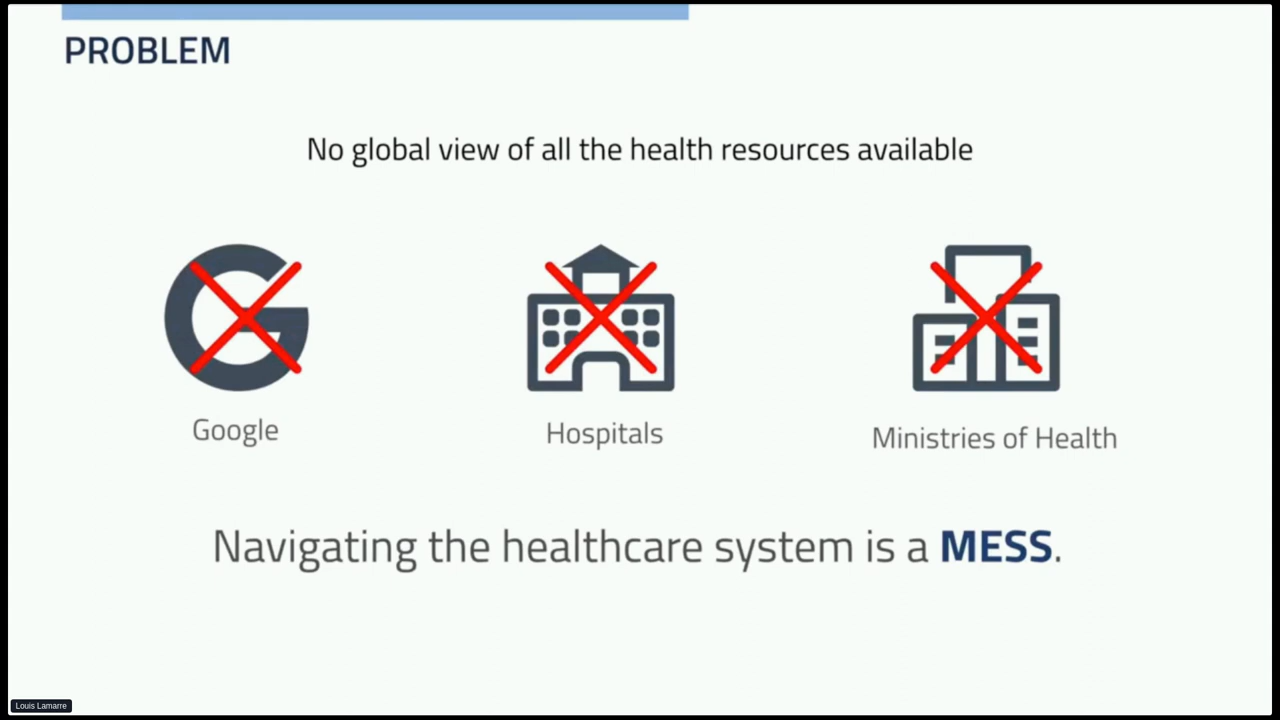 PROBLEM
No global view of all the health resources available
Google
Hospitals
Ministries of Health
Navigating the healthcare system is a MESS.
Louis Lamarre